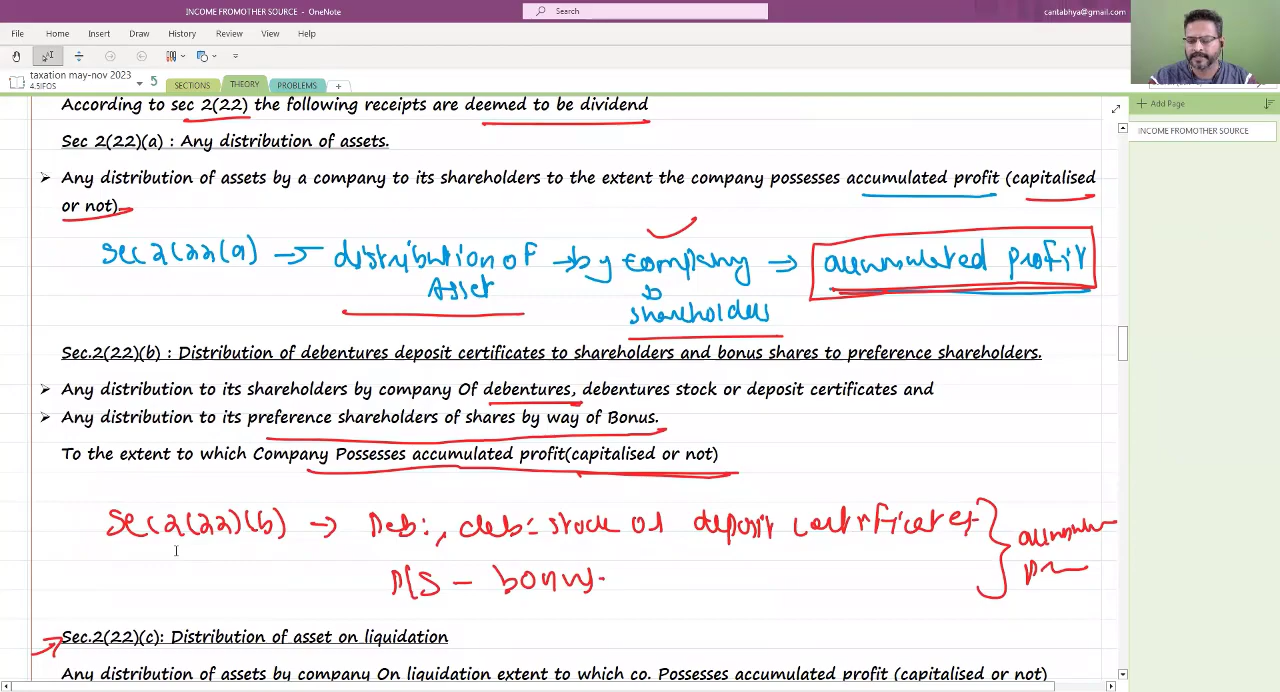 INCOME FROMOTHER SOURCE - OneNote
Search
cantabhya@gmail.com
File Home Insert Draw History Review View Help
taxation may-nov 2023
4.5IFOS
5
SECTIONS THEORY PROBLEMS +
Add Page
INCOME FROMOTHER SOURCE
According to sec 2(22) the following receipts are deemed to be dividend
Sec 2(22)(a) : Any distribution of assets.
➢ Any distribution of assets by a company to its shareholders to the extent the company possesses accumulated profit (capitalised
or not).
Sec 2(22(a) → distribution of → by company → accumulated profit
Asset
to
shareholders
Sec.2(22)(b) : Distribution of debentures deposit certificates to shareholders and bonus shares to preference shareholders.
➢ Any distribution to its shareholders by company Of debentures, debentures stock or deposit certificates and
➢ Any distribution to its preference shareholders of shares by way of Bonus.
To the extent to which Company Possesses accumulated profit(capitalised or not)
Sec 2(22)(b) → Deb:, deb: stock or deposit certificates
PS - bonus.
Sec.2(22)(c): Distribution of asset on liquidation
Any distribution of assets by company On liquidation extent to which co. Possesses accumulated profit (capitalised or not)